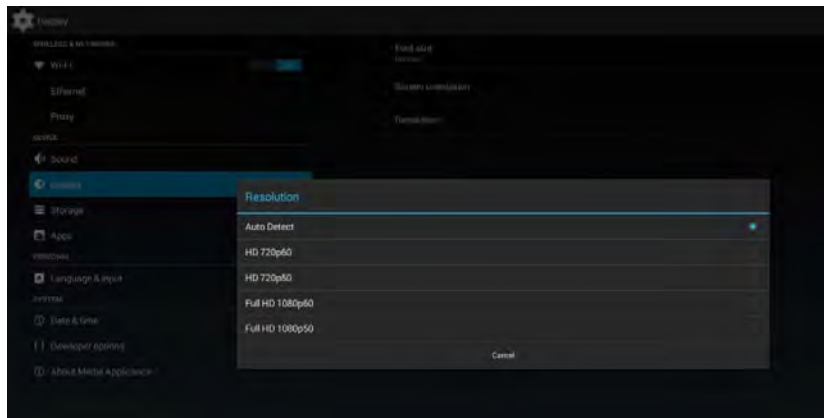 Display
WIRELESS & NETWORKS
Wi-Fi
Ethernet
Proxy
DEVICE
Sound
Display
Storage
Apps
PERSONAL
Language & input
SYSTEM
Date & time
{ } Developer options
About Media Appliance
Font size
Screen orientation
Resolution
Resolution
Auto Detect
HD 720p60
HD 720p50
Full HD 1080p60
Full HD 1080p50
Cancel